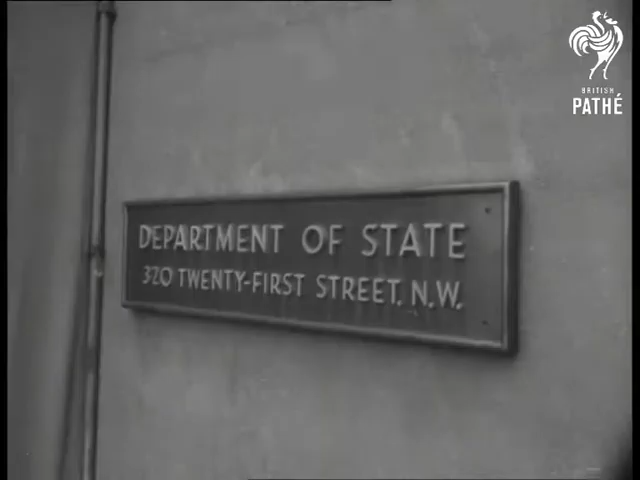 BRITISH
PATHÉ
DEPARTMENT OF STATE
320 TWENTY-FIRST STREET, N.W.